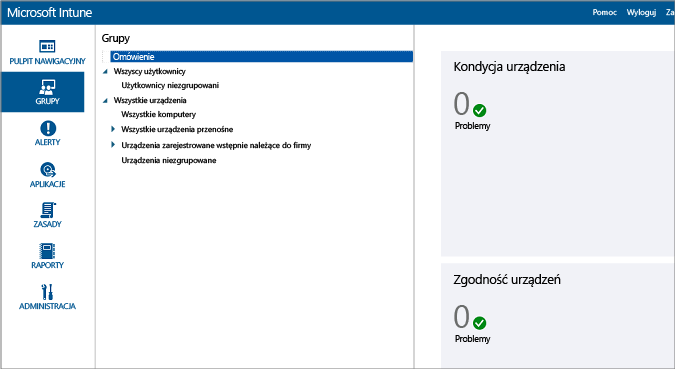 Microsoft Intune
Pomoc Wyloguj
PULPIT NAWIGACYJNY
GRUPY
ALERTY
APLIKACJE
ZASADY
RAPORTY
ADMINISTRACJA
Grupy
Omówienie
Wszyscy użytkownicy
Użytkownicy niezgrupowani
Wszystkie urządzenia
Wszystkie komputery
Wszystkie urządzenia przenośne
Urządzenia zarejestrowane wstępnie należące do firmy
Urządzenia niezgrupowane
Kondycja urządzenia
0
Problemy
Zgodność urządzeń
0
Problemy